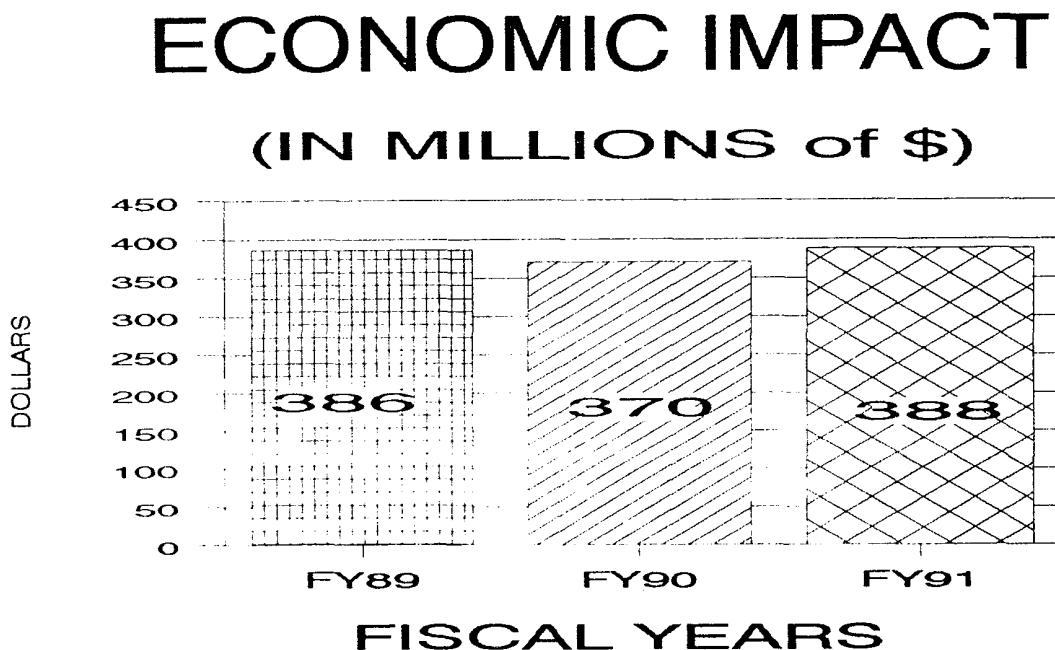 ECONOMIC IMPACT
(IN MILLIONS of $)
450
400
350
300
250
200
150
100
50
0
DOLLARS
386
370
388
FY89
FY90
FY91
FISCAL YEARS